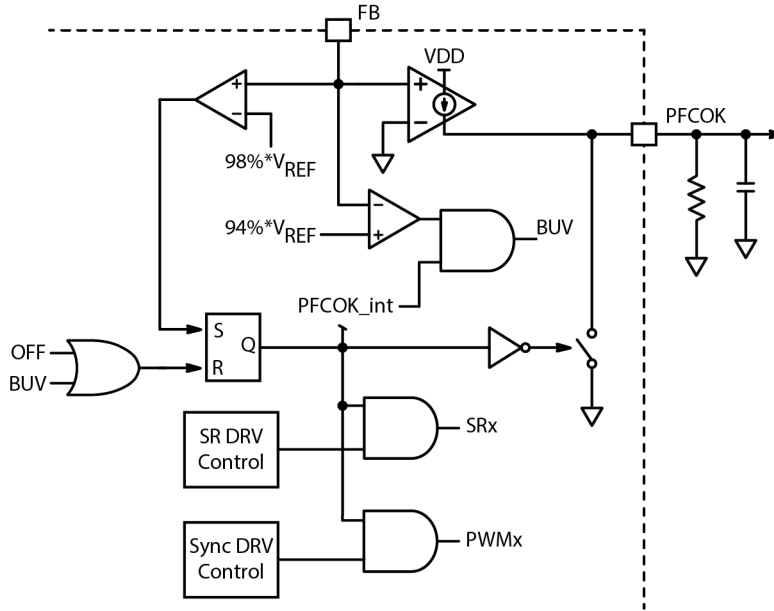 FB
VDD
+
+
−
−
PFCOK
98%*VREF
−
94%*VREF
+
BUV
PFCOK_int
S
Q
OFF
R
BUV
SR DRV
Control
SRx
Sync DRV
Control
PWMx